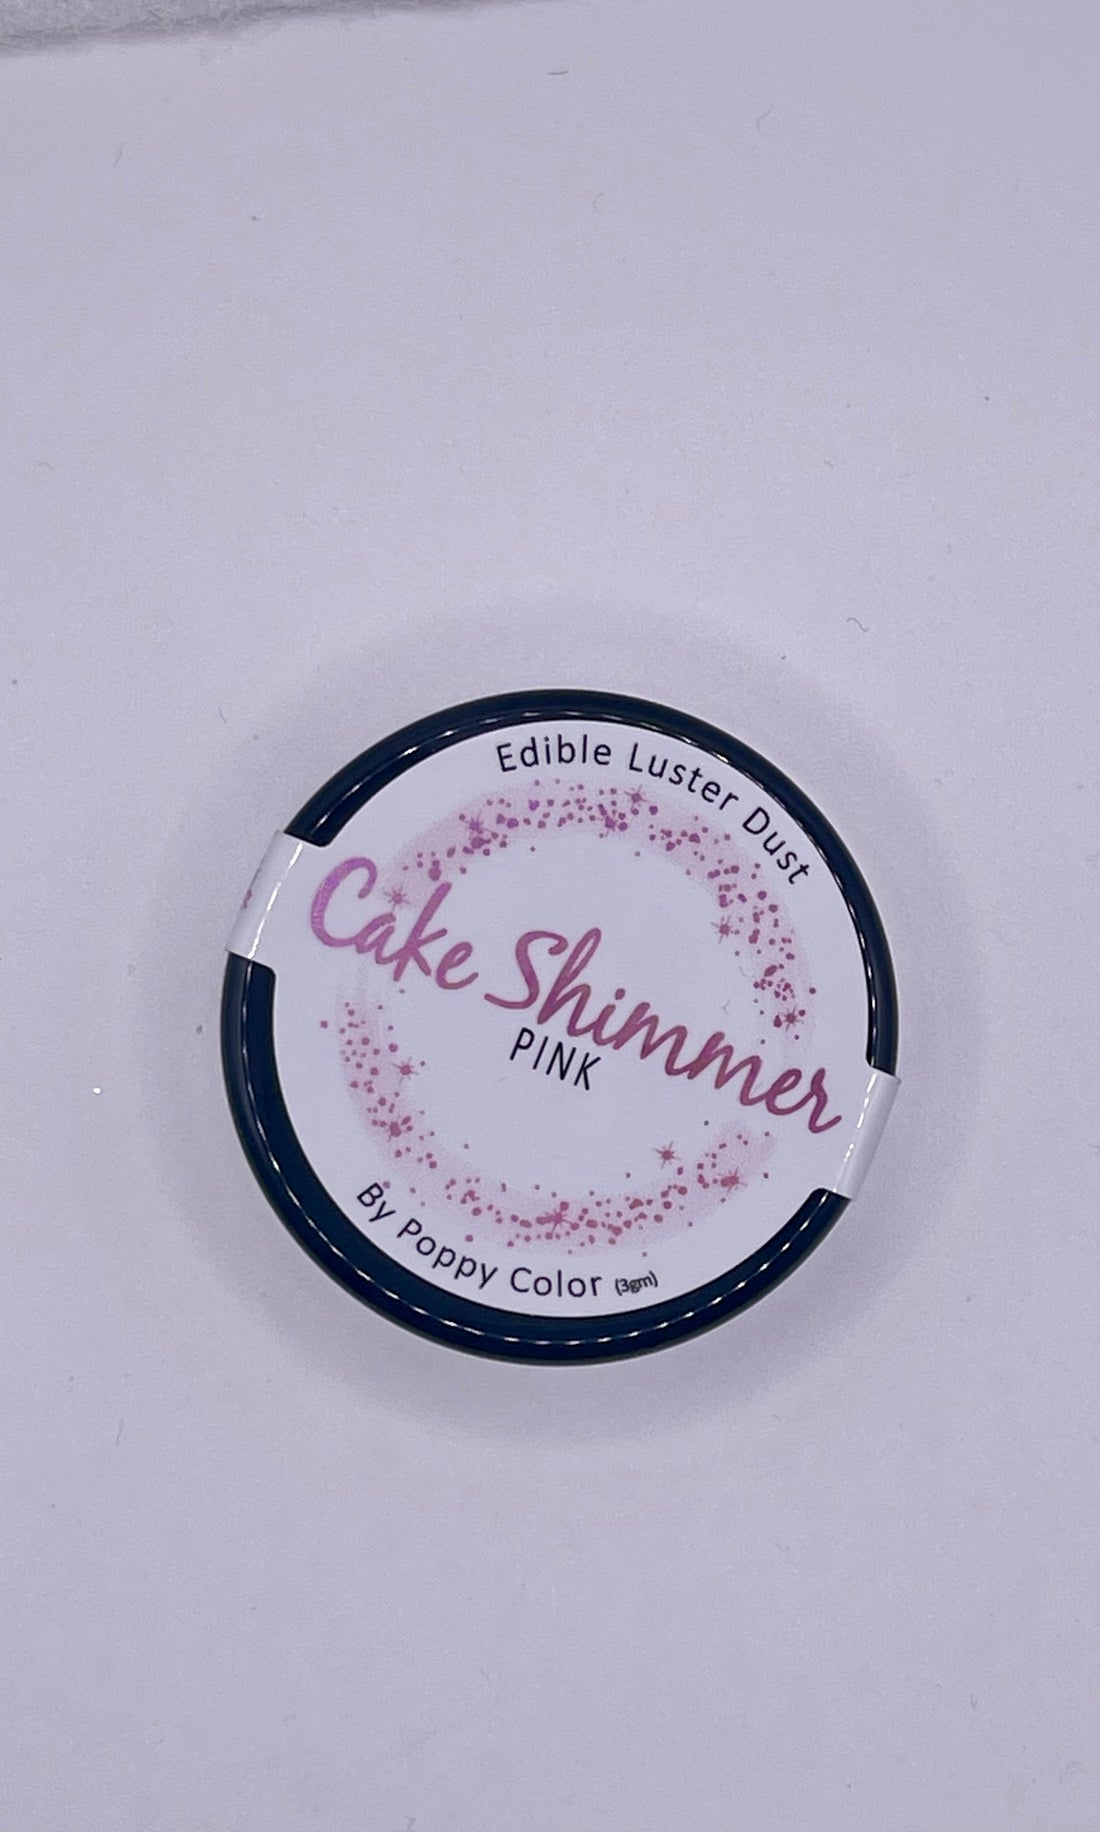 Edible Luster Dust
Cake Shimmer
PINK
By Poppy Color (3gm)